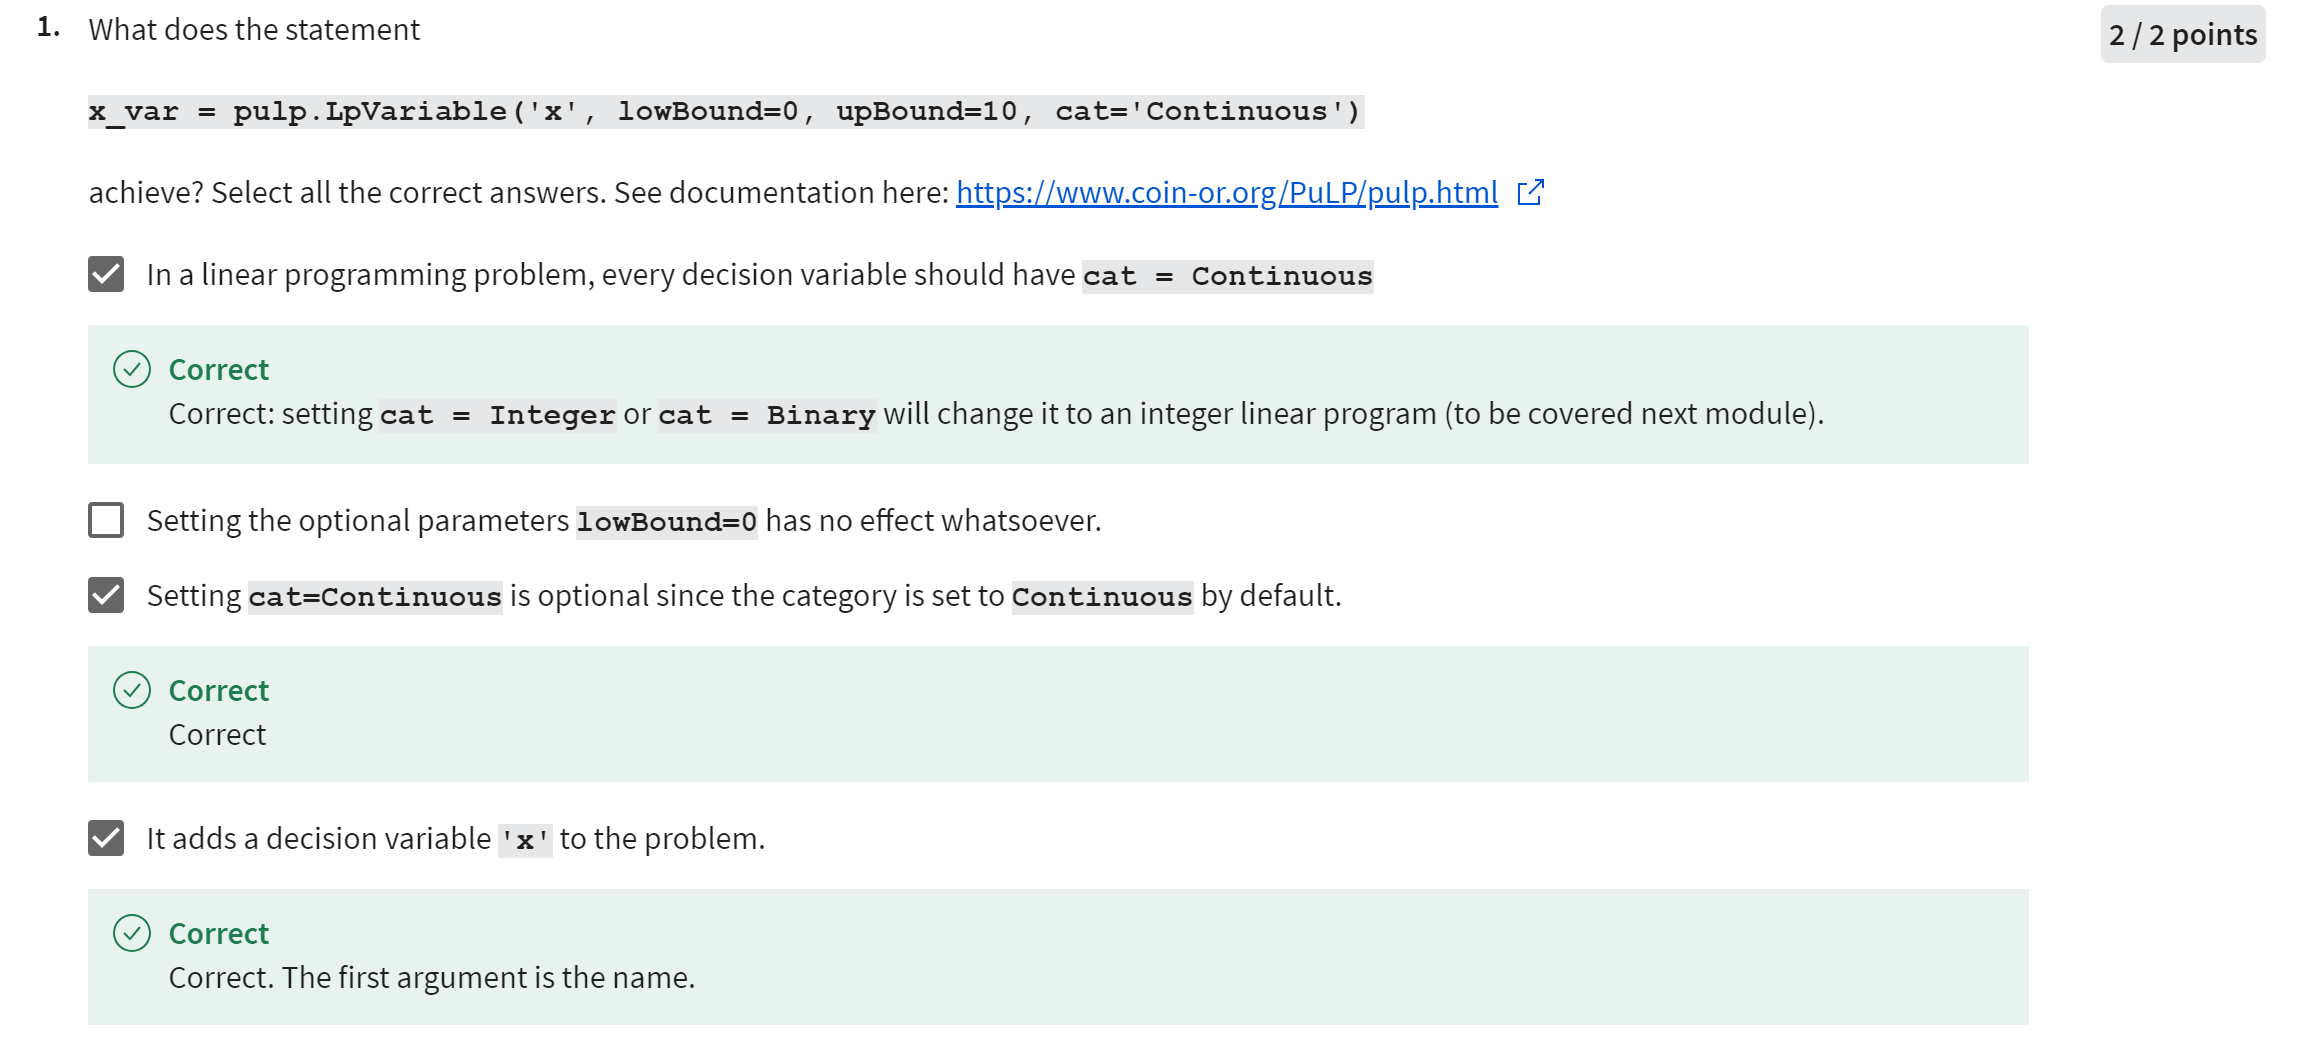 1. What does the statement
2 / 2 points
x_var = pulp.LpVariable('x', lowBound=0, upBound=10, cat='Continuous')
achieve? Select all the correct answers. See documentation here: https://www.coin-or.org/PuLP/pulp.html
In a linear programming problem, every decision variable should have cat = Continuous
Correct
Correct: setting cat = Integer or cat = Binary will change it to an integer linear program (to be covered next module).
Setting the optional parameters lowBound=0 has no effect whatsoever.
Setting cat=Continuous is optional since the category is set to Continuous by default.
Correct
Correct
It adds a decision variable 'x' to the problem.
Correct
Correct. The first argument is the name.